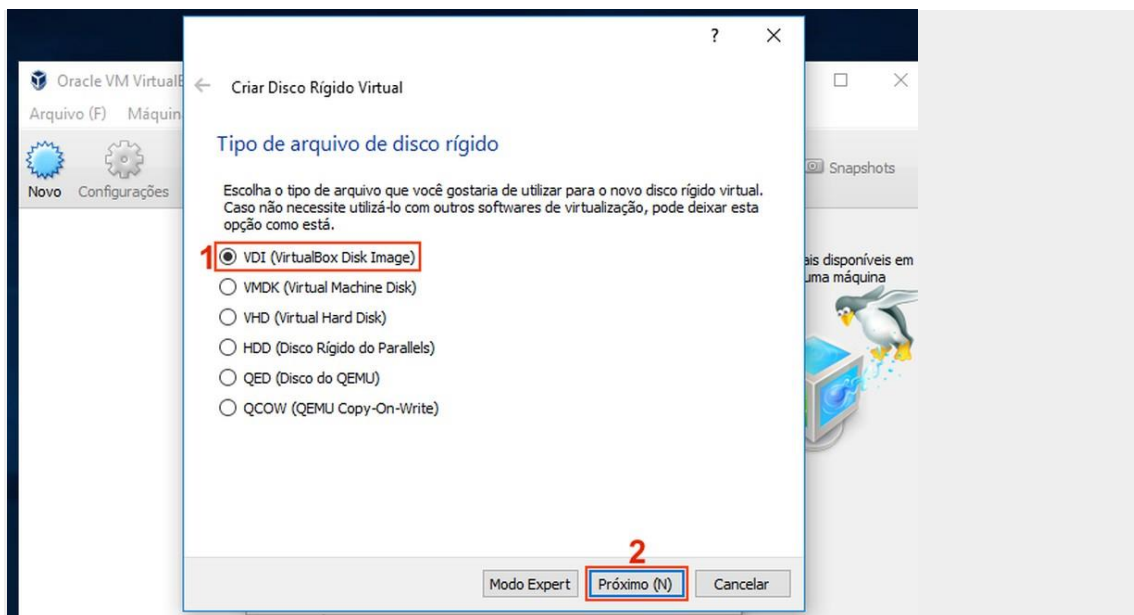 ?
Oracle VM VirtualB
Criar Disco Rígido Virtual
Arquivo (F) Máquin
Tipo de arquivo de disco rígido
Novo Configurações
Snapshots
Escolha o tipo de arquivo que você gostaria de utilizar para o novo disco rígido virtual.
Caso não necessite utilizá-lo com outros softwares de virtualização, pode deixar esta
opção como está.
1 VDI (VirtualBox Disk Image)
VMDK (Virtual Machine Disk)
VHD (Virtual Hard Disk)
HDD (Disco Rígido do Parallels)
QED (Disco do QEMU)
QCOW (QEMU Copy-On-Write)
ais disponíveis em
uma máquina
2
Modo Expert Próximo (N) Cancelar